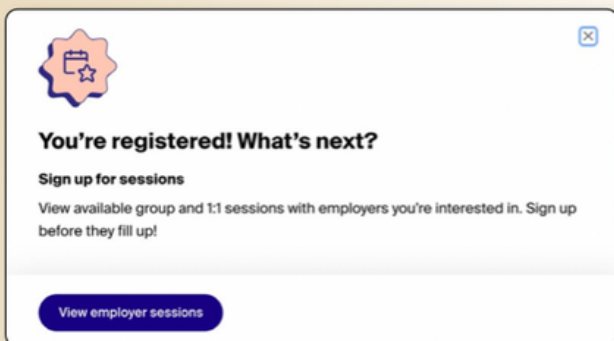 You're registered! What's next?
Sign up for sessions
View available group and 1:1 sessions with employers you're interested in. Sign up
before they fill up!
View employer sessions